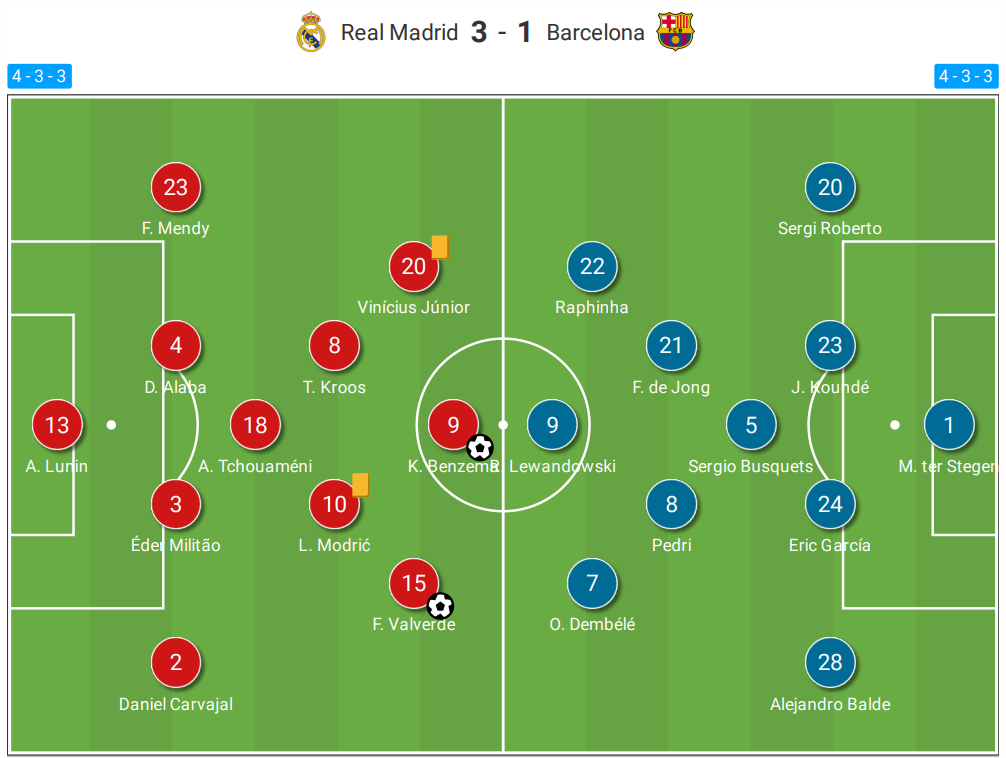 Real Madrid 3 - 1 Barcelona
4 - 3 - 3
4 - 3 - 3
23
F. Mendy
20
Sergi Roberto
20
Vinícius Júnior
22
Raphinha
4
D. Alaba
8
T. Kroos
21
F. de Jong
23
J. Koundé
13
A. Lunin
18
A. Tchouaméni
9
K. Benzema
9
R. Lewandowski
5
Sergio Busquets
1
M. ter Stegen
3
Éder Militão
10
L. Modrić
8
Pedri
24
Eric García
15
F. Valverde
7
O. Dembélé
2
Daniel Carvajal
28
Alejandro Balde